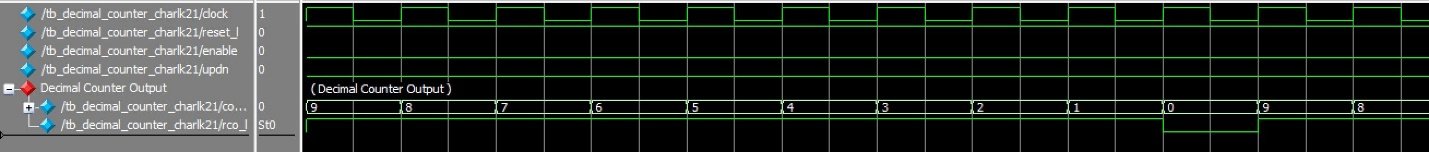 /tb_decimal_counter_charlk21/clock 1
/tb_decimal_counter_charlk21/reset_l 0
/tb_decimal_counter_charlk21/enable 0
/tb_decimal_counter_charlk21/updn 0
Decimal Counter Output ( Decimal Counter Output )
/tb_decimal_counter_charlk21/co... 0 9 8 7 6 5 4 3 2 1 0 9 8
/tb_decimal_counter_charlk21/rco_l St0